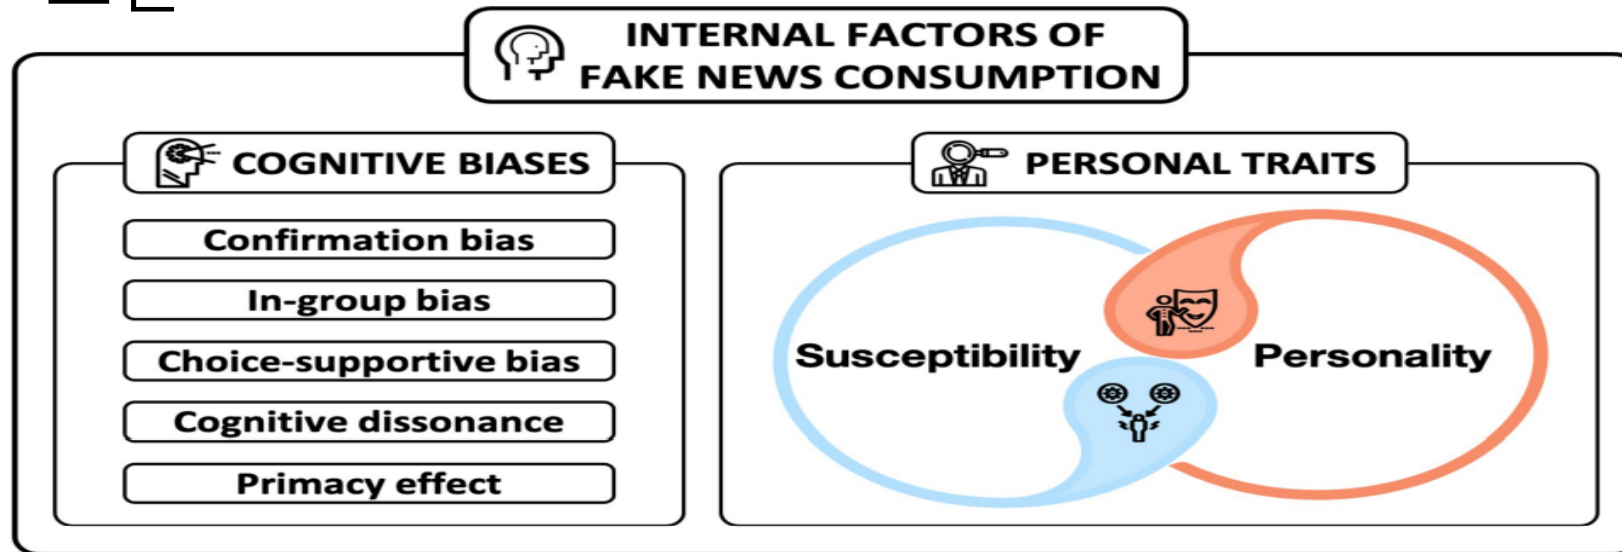 INTERNAL FACTORS OF
FAKE NEWS CONSUMPTION
COGNITIVE BIASES
Confirmation bias
In-group bias
Choice-supportive bias
Cognitive dissonance
Primacy effect
PERSONAL TRAITS
Susceptibility
Personality